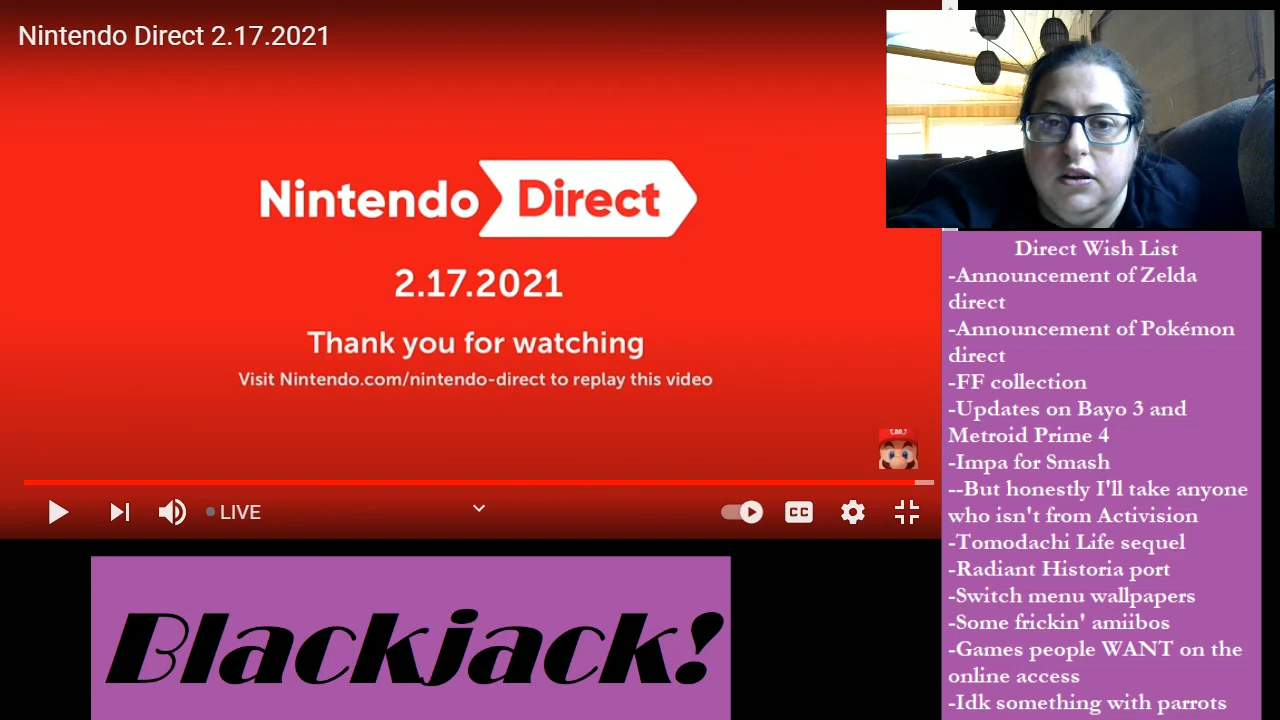 Nintendo Direct 2.17.2021
Nintendo Direct
2.17.2021
Thank you for watching
Visit Nintendo.com/nintendo-direct to replay this video
LIVE
CC
Blackjack!
Direct Wish List
-Announcement of Zelda
direct
-Announcement of Pokémon
direct
-FF collection
-Updates on Bayo 3 and
Metroid Prime 4
-Impa for Smash
--But honestly I'll take anyone
who isn't from Activision
-Tomodachi Life sequel
-Radiant Historia port
-Switch menu wallpapers
-Some frickin' amiibos
-Games people WANT on the
online access
-Idk something with parrots